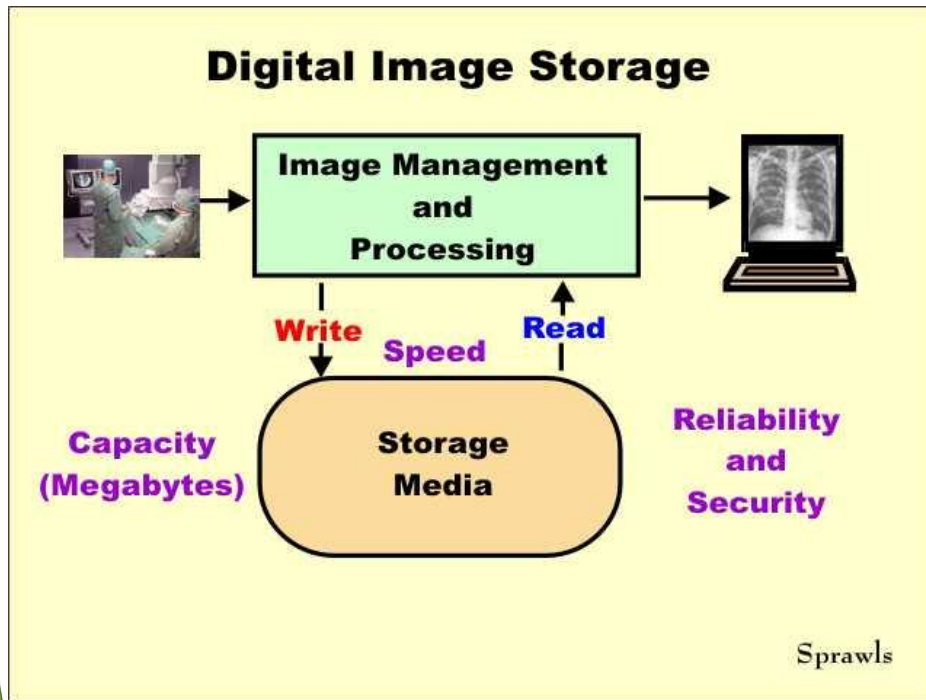 Digital Image Storage
Image Management
and
Processing
Write
Read
Speed
Capacity
(Megabytes)
Storage
Media
Reliability
and
Security
Sprawls